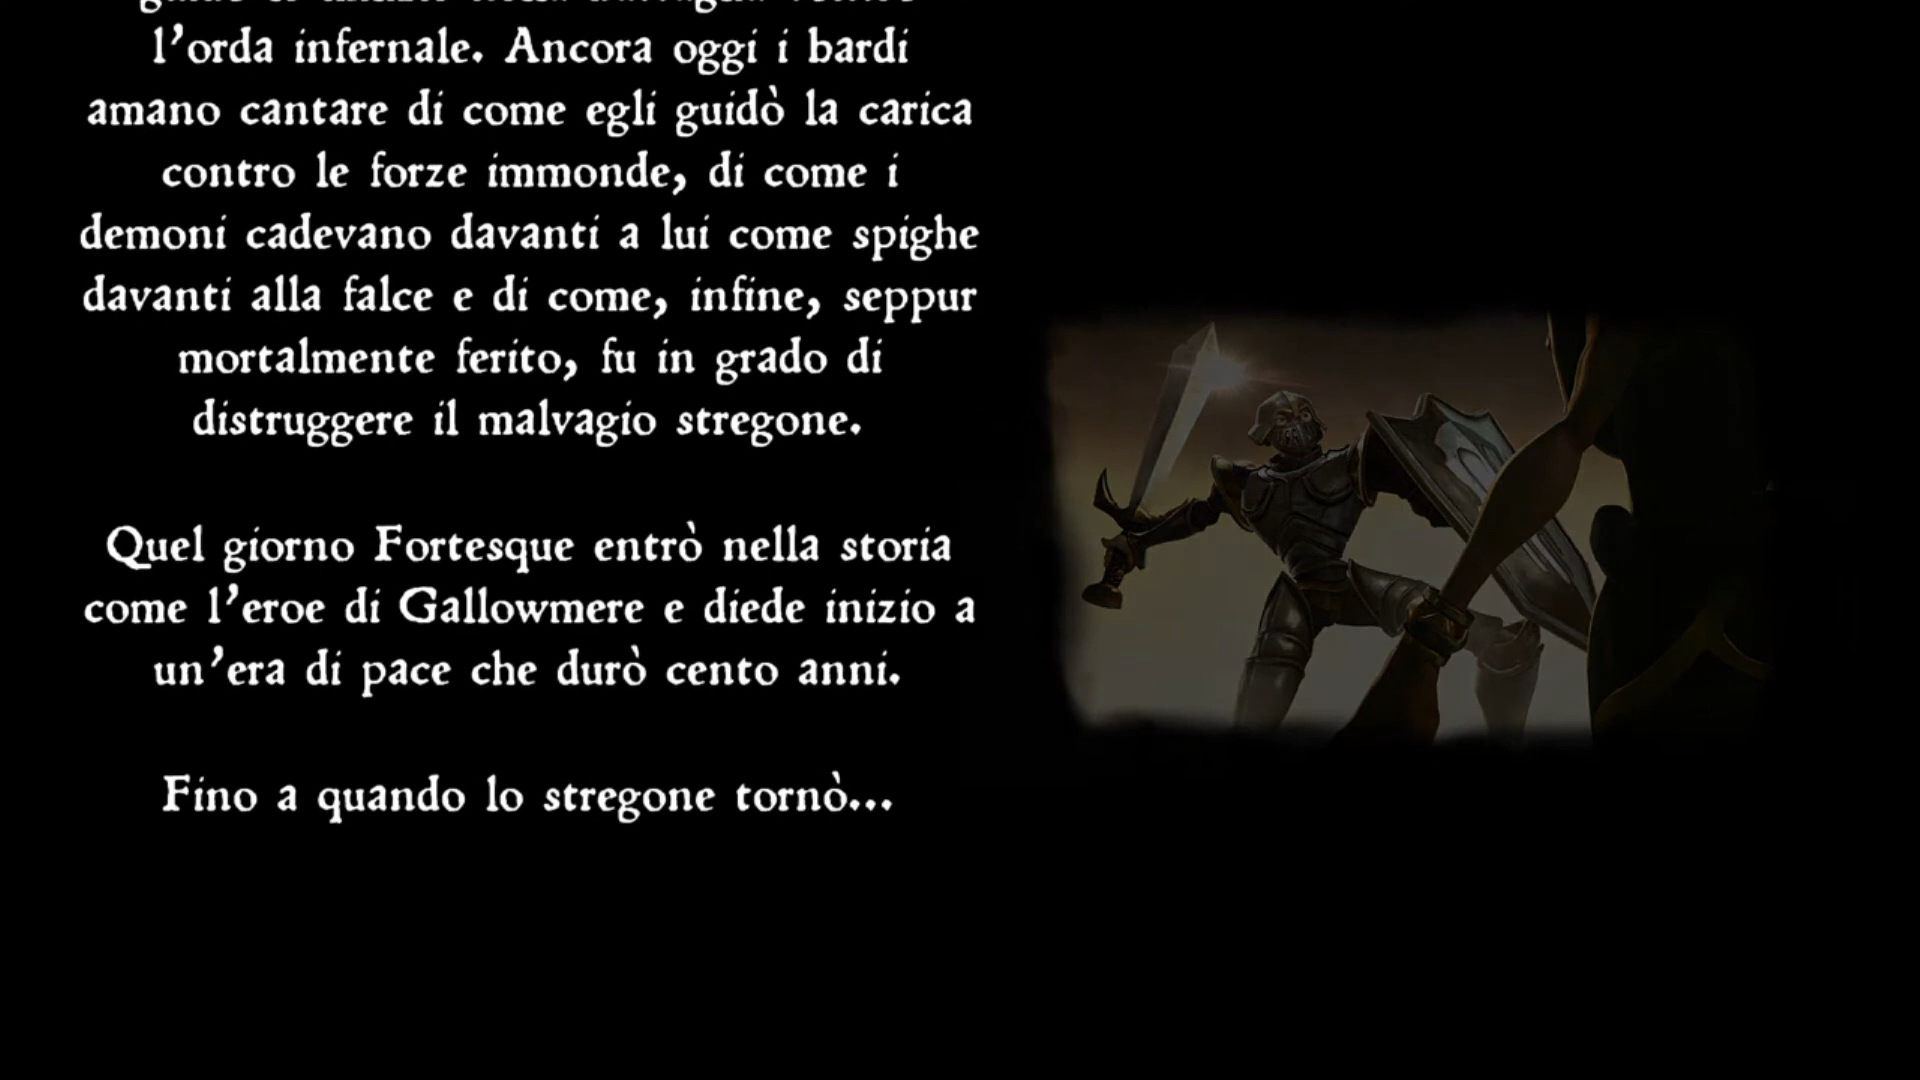 l'orda infernale. Ancora oggi i bardi
amano cantare di come egli guidò la carica
contro le forze immonde, di come i
demoni cadevano davanti a lui come spighe
davanti alla falce e di come, infine, seppur
mortalmente ferito, fu in grado di
distruggere il malvagio stregone.
Quel giorno Fortesque entrò nella storia
come l'eroe di Gallowmere e diede inizio a
un'era di pace che durò cento anni.
Fino a quando lo stregone tornò...